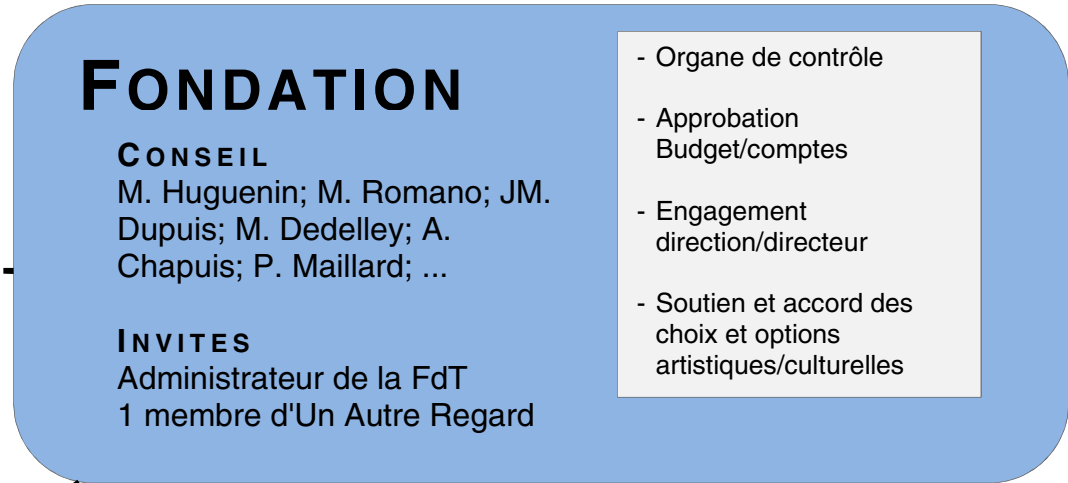 FONDATION
CONSEIL
M. Huguenin; M. Romano; JM.
Dupuis; M. Dedelley; A.
Chapuis; P. Maillard; ...
INVITES
Administrateur de la FdT
1 membre d'Un Autre Regard
- Organe de contrôle
- Approbation
Budget/comptes
- Engagement
direction/directeur
- Soutien et accord des
choix et options
artistiques/culturelles